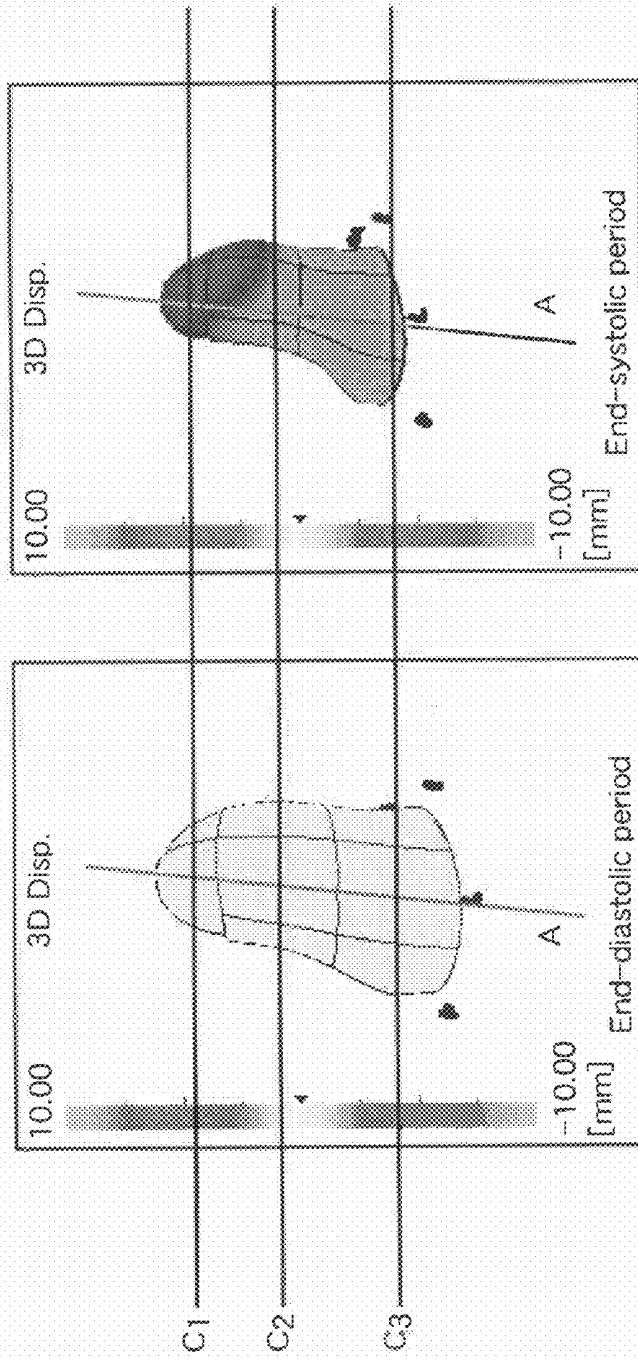 3D Disp.
10.00
-10.00
[mm]
A
End-diastolic period
3D Disp.
10.00
-10.00
[mm]
A
End-systolic period
C1
C2
C3